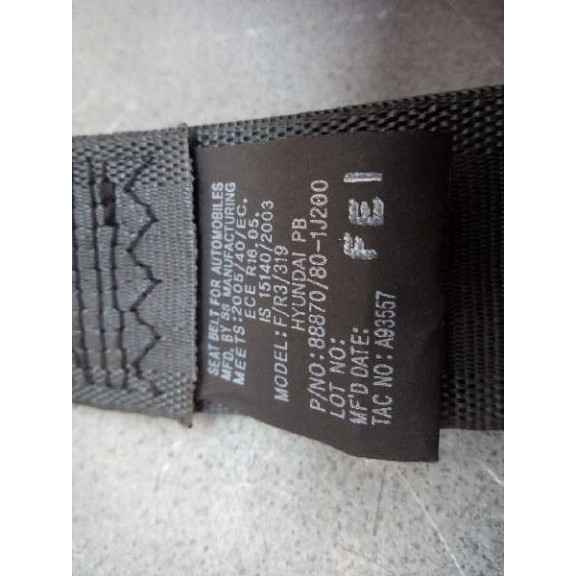 SEAT BELT FOR AUTOMOBILES
MFD. BY SS MANUFACTURING
MEETS:2005/40/EC.
ECE R16 05.
IS 15140/2003
MODEL:F/R3/319
HYUNDAI PB
P/NO:88870/80-1J200
LOT NO:
MF'D DATE:
TAC NO:A93557
FEI